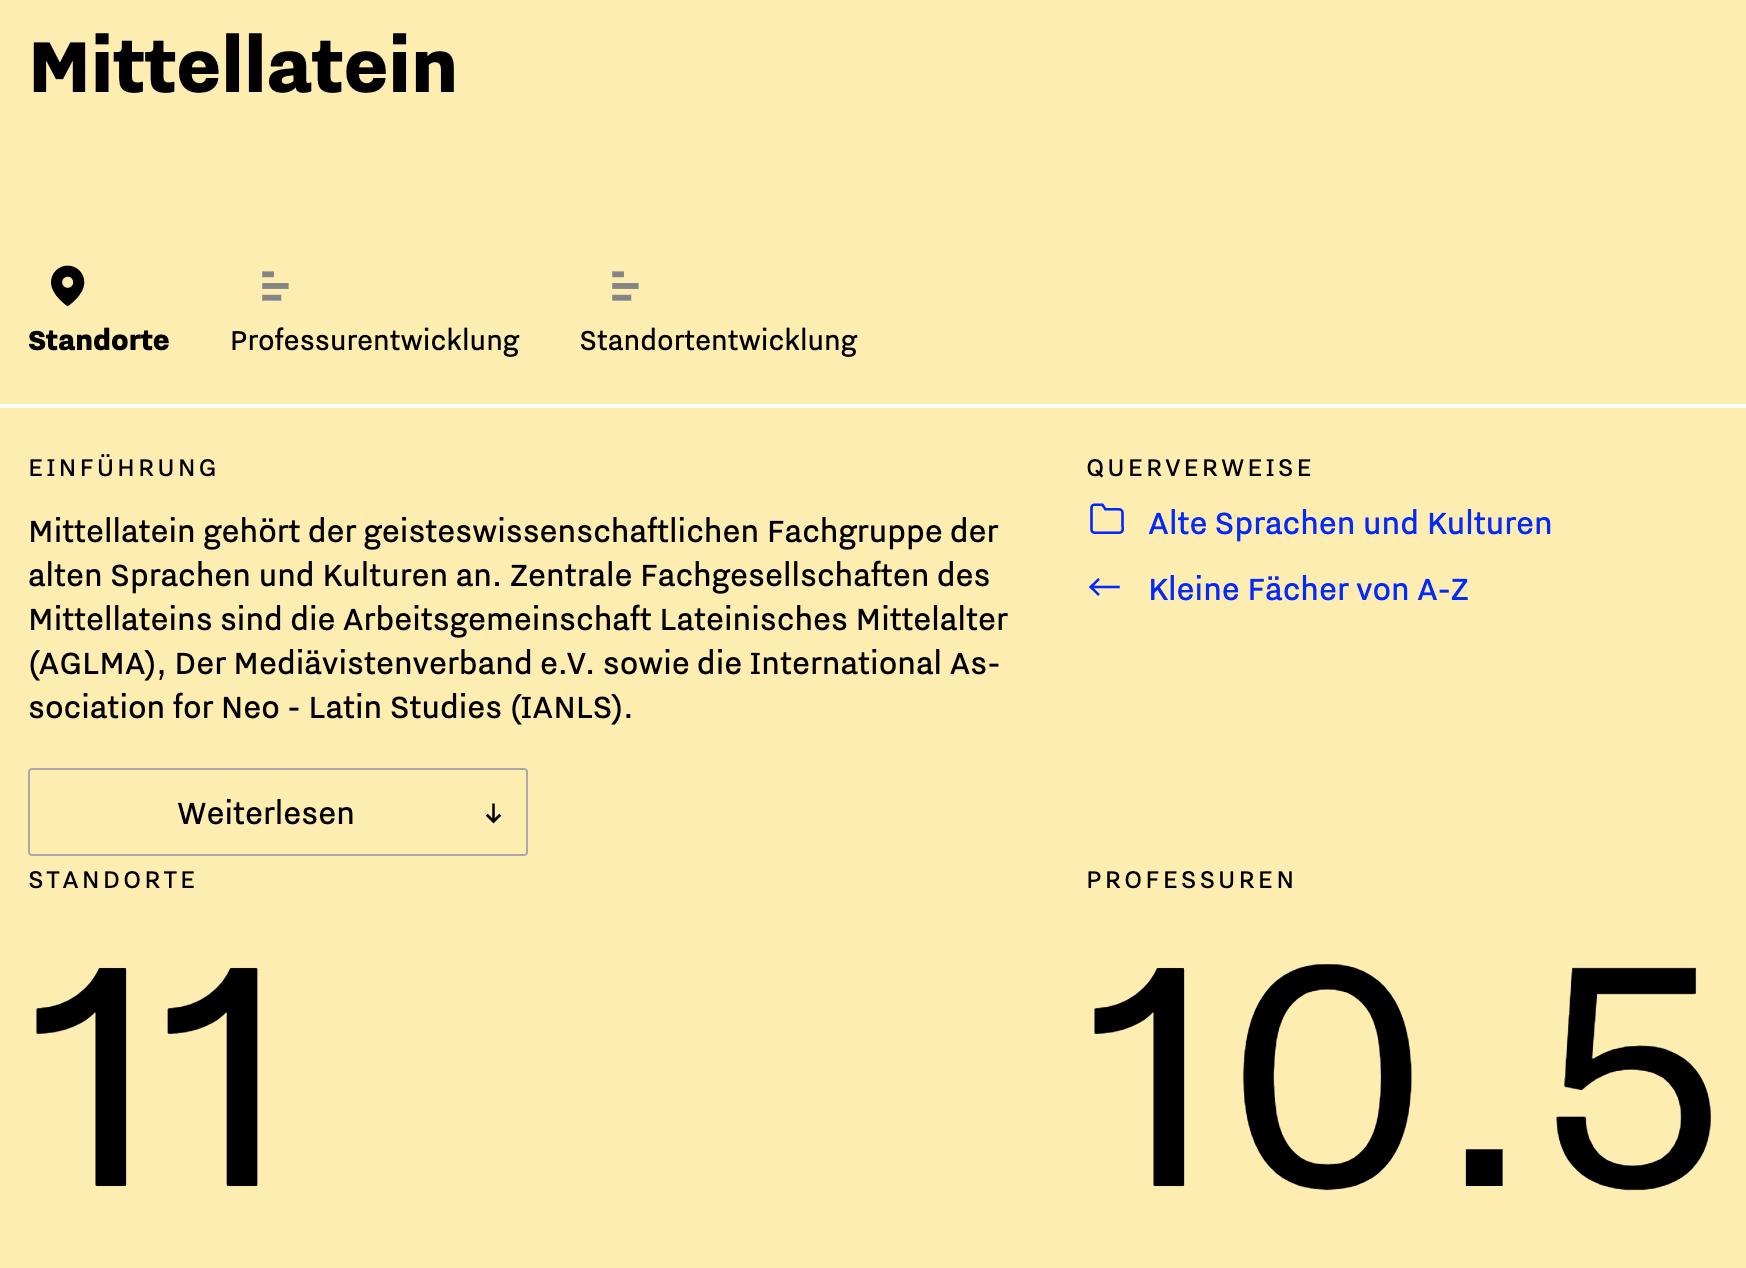 Mittellatein
Standorte
Professurentwicklung
Standortentwicklung
EINFÜHRUNG
Mittellatein gehört der geisteswissenschaftlichen Fachgruppe der
alten Sprachen und Kulturen an. Zentrale Fachgesellschaften des
Mittellateins sind die Arbeitsgemeinschaft Lateinisches Mittelalter
(AGLMA), Der Mediävistenverband e.V. sowie die International As-
sociation for Neo - Latin Studies (IANLS).
Weiterlesen
QUERVERWEISE
Alte Sprachen und Kulturen
Kleine Fächer von A-Z
STANDORTE
11
PROFESSUREN
10.5